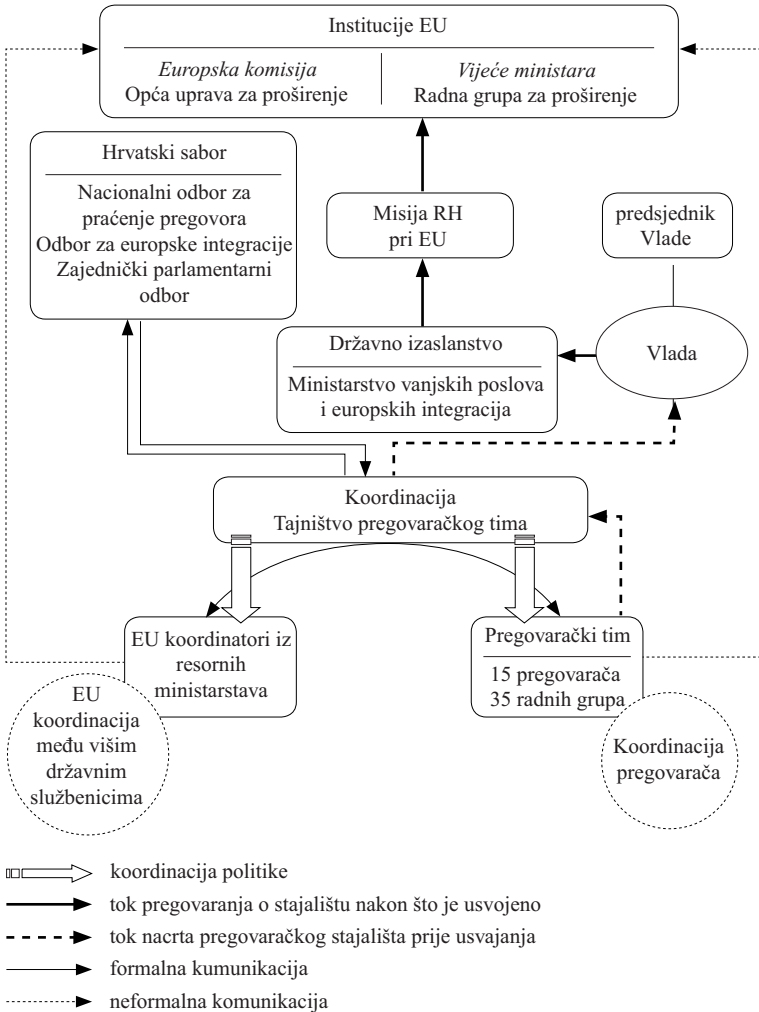 Institucije EU
Europska komisija
Opća uprava za proširenje
Vijeće ministara
Radna grupa za proširenje
Hrvatski sabor
Nacionalni odbor za
praćenje pregovora
Odbor za europske integracije
Zajednički parlamentarni
odbor
Misija RH
pri EU
predsjednik
Vlade
Državno izaslanstvo
Ministarstvo vanjskih poslova
i europskih integracija
Vlada
Koordinacija
Tajništvo pregovaračkog tima
EU koordinatori iz
resornih
ministarstava
Pregovarački tim
15 pregovarača
35 radnih grupa
EU
koordinacija
među višim
državnim
službenicima
Koordinacija
pregovarača
koordinacija politike
tok pregovaranja o stajalištu nakon što je usvojeno
tok nacrta pregovaračkog stajališta prije usvajanja
formalna kumunikacija
neformalna komunikacija